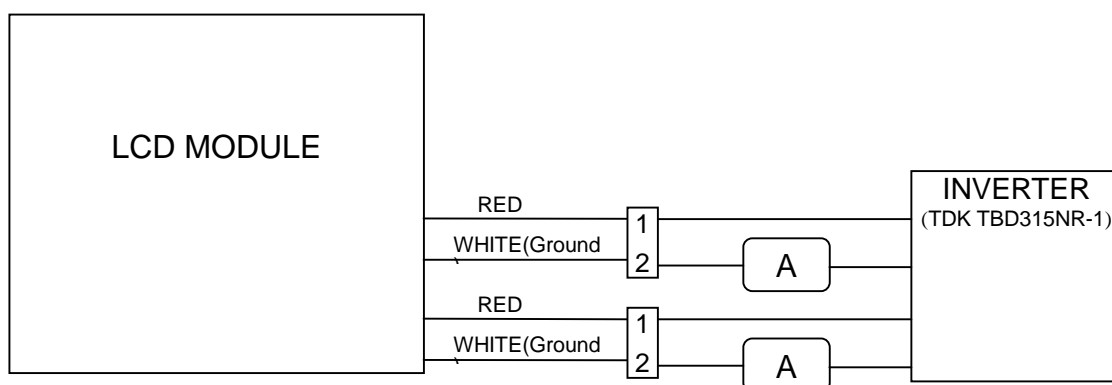 LCD MODULE
INVERTER
(TDK TBD315NR-1)
RED
1
WHITE(Ground
2
A
RED
1
WHITE(Ground
2
A